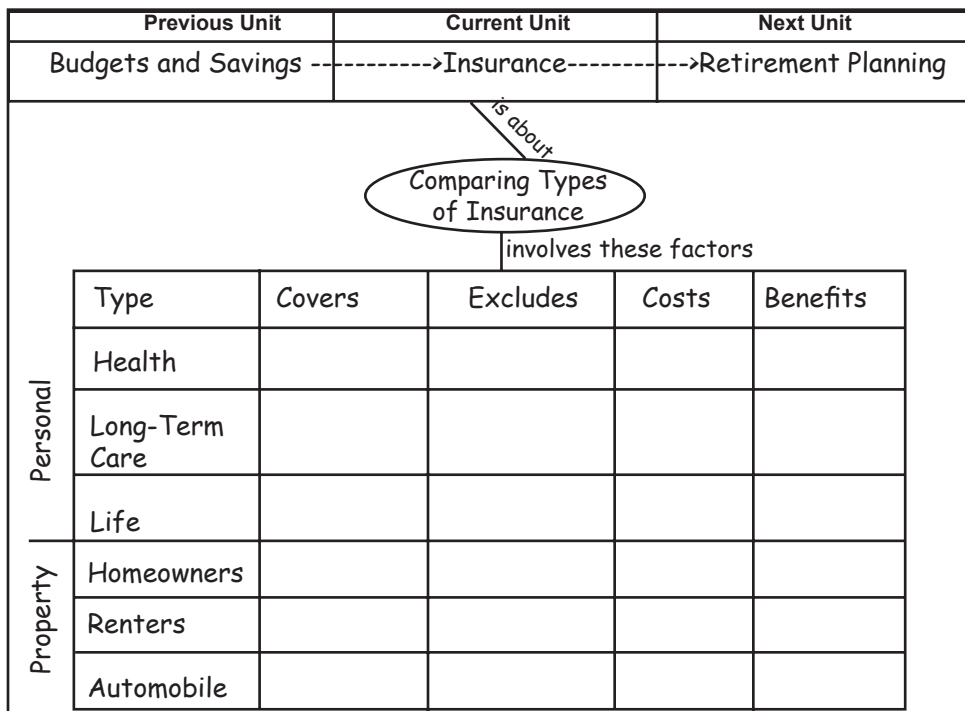 Previous Unit Current Unit Next Unit
Budgets and Savings ----------->Insurance----------->Retirement Planning
is about
Comparing Types
of Insurance
involves these factors
Type Covers Excludes Costs Benefits
Personal
Health
Long-Term
Care
Life
Property
Homeowners
Renters
Automobile